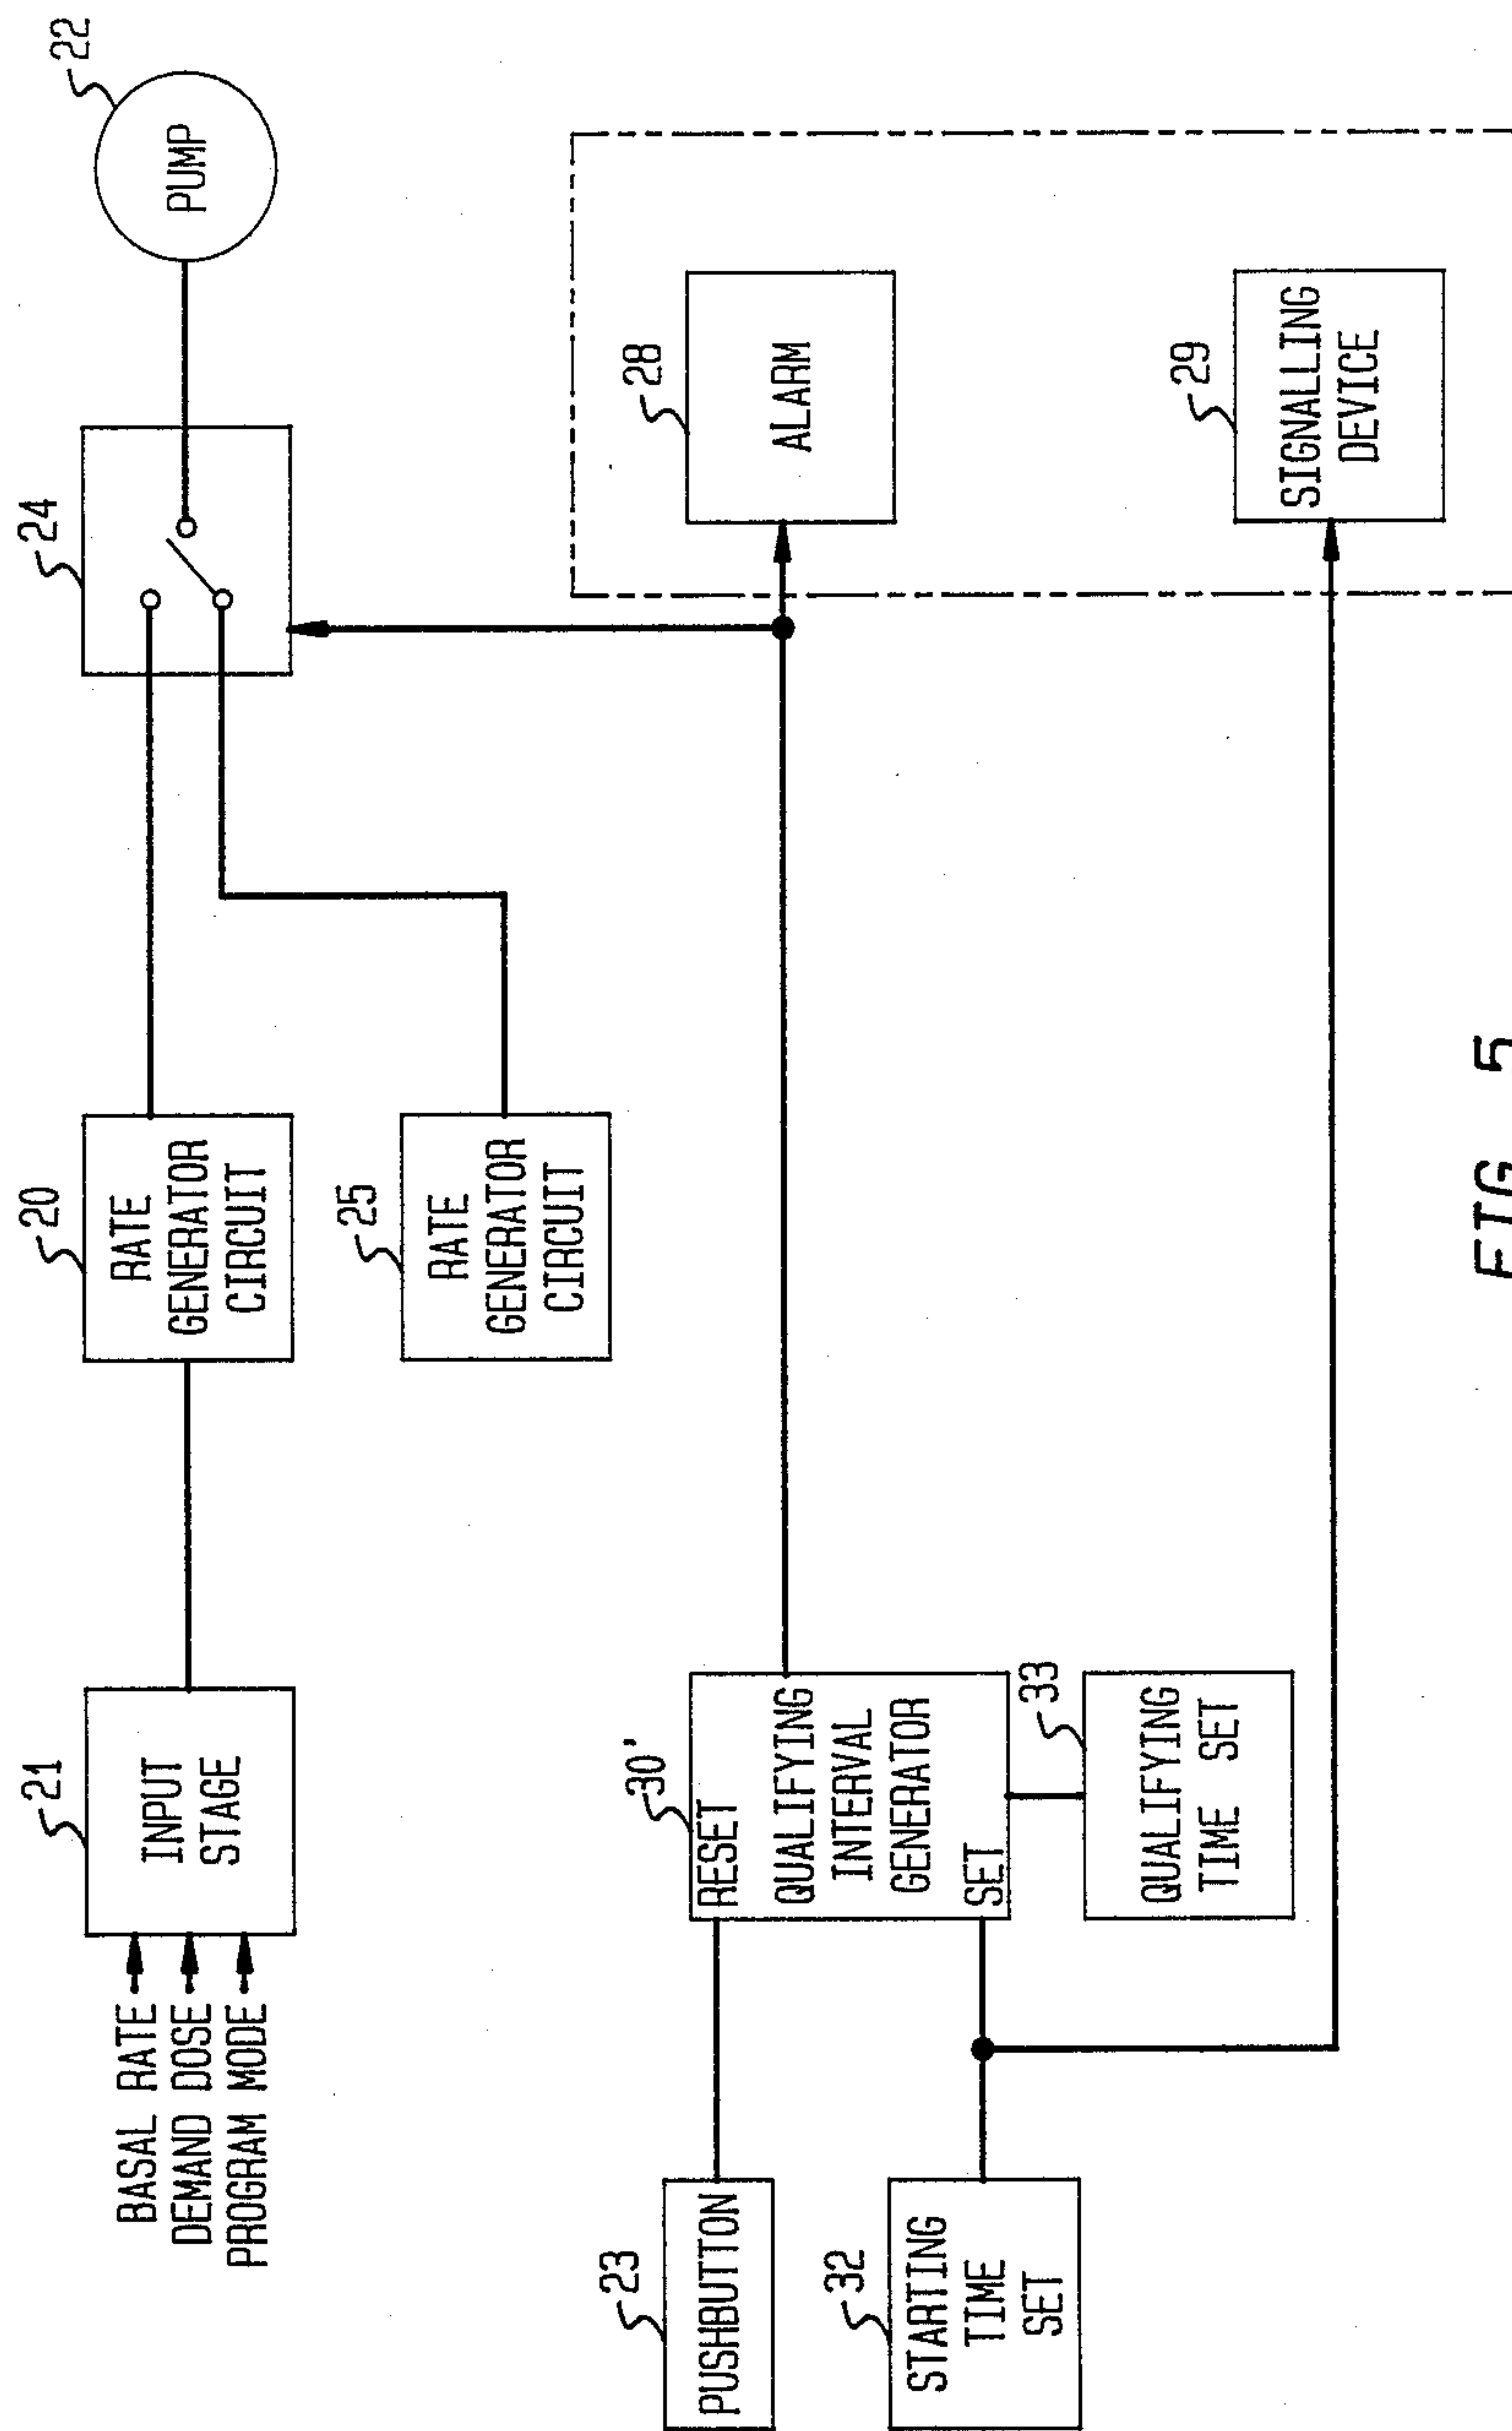 22
PUMP
24
20
RATE
GENERATOR
CIRCUIT
21
INPUT
STAGE
BASAL RATE
DEMAND DOSE
PROGRAM MODE
25
RATE
GENERATOR
CIRCUIT
28
ALARM
30'
RESET
QUALIFYING
INTERVAL
GENERATOR
SET
23
PUSHBUTTON
33
QUALIFYING
TIME SET
32
STARTING
TIME
SET
29
SIGNALLING
DEVICE
FIG 5